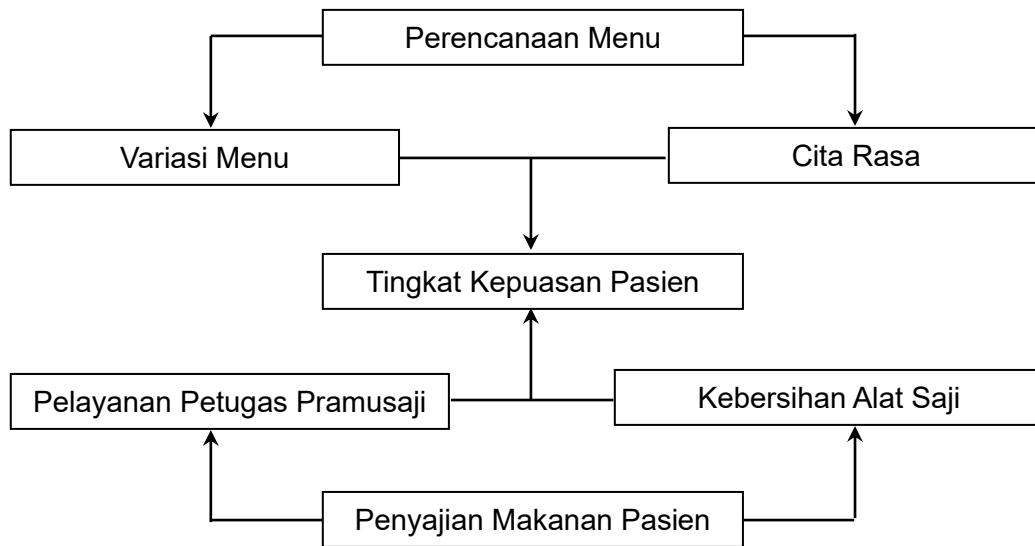 Perencanaan Menu
Variasi Menu
Cita Rasa
Tingkat Kepuasan Pasien
Pelayanan Petugas Pramusaji
Kebersihan Alat Saji
Penyajian Makanan Pasien